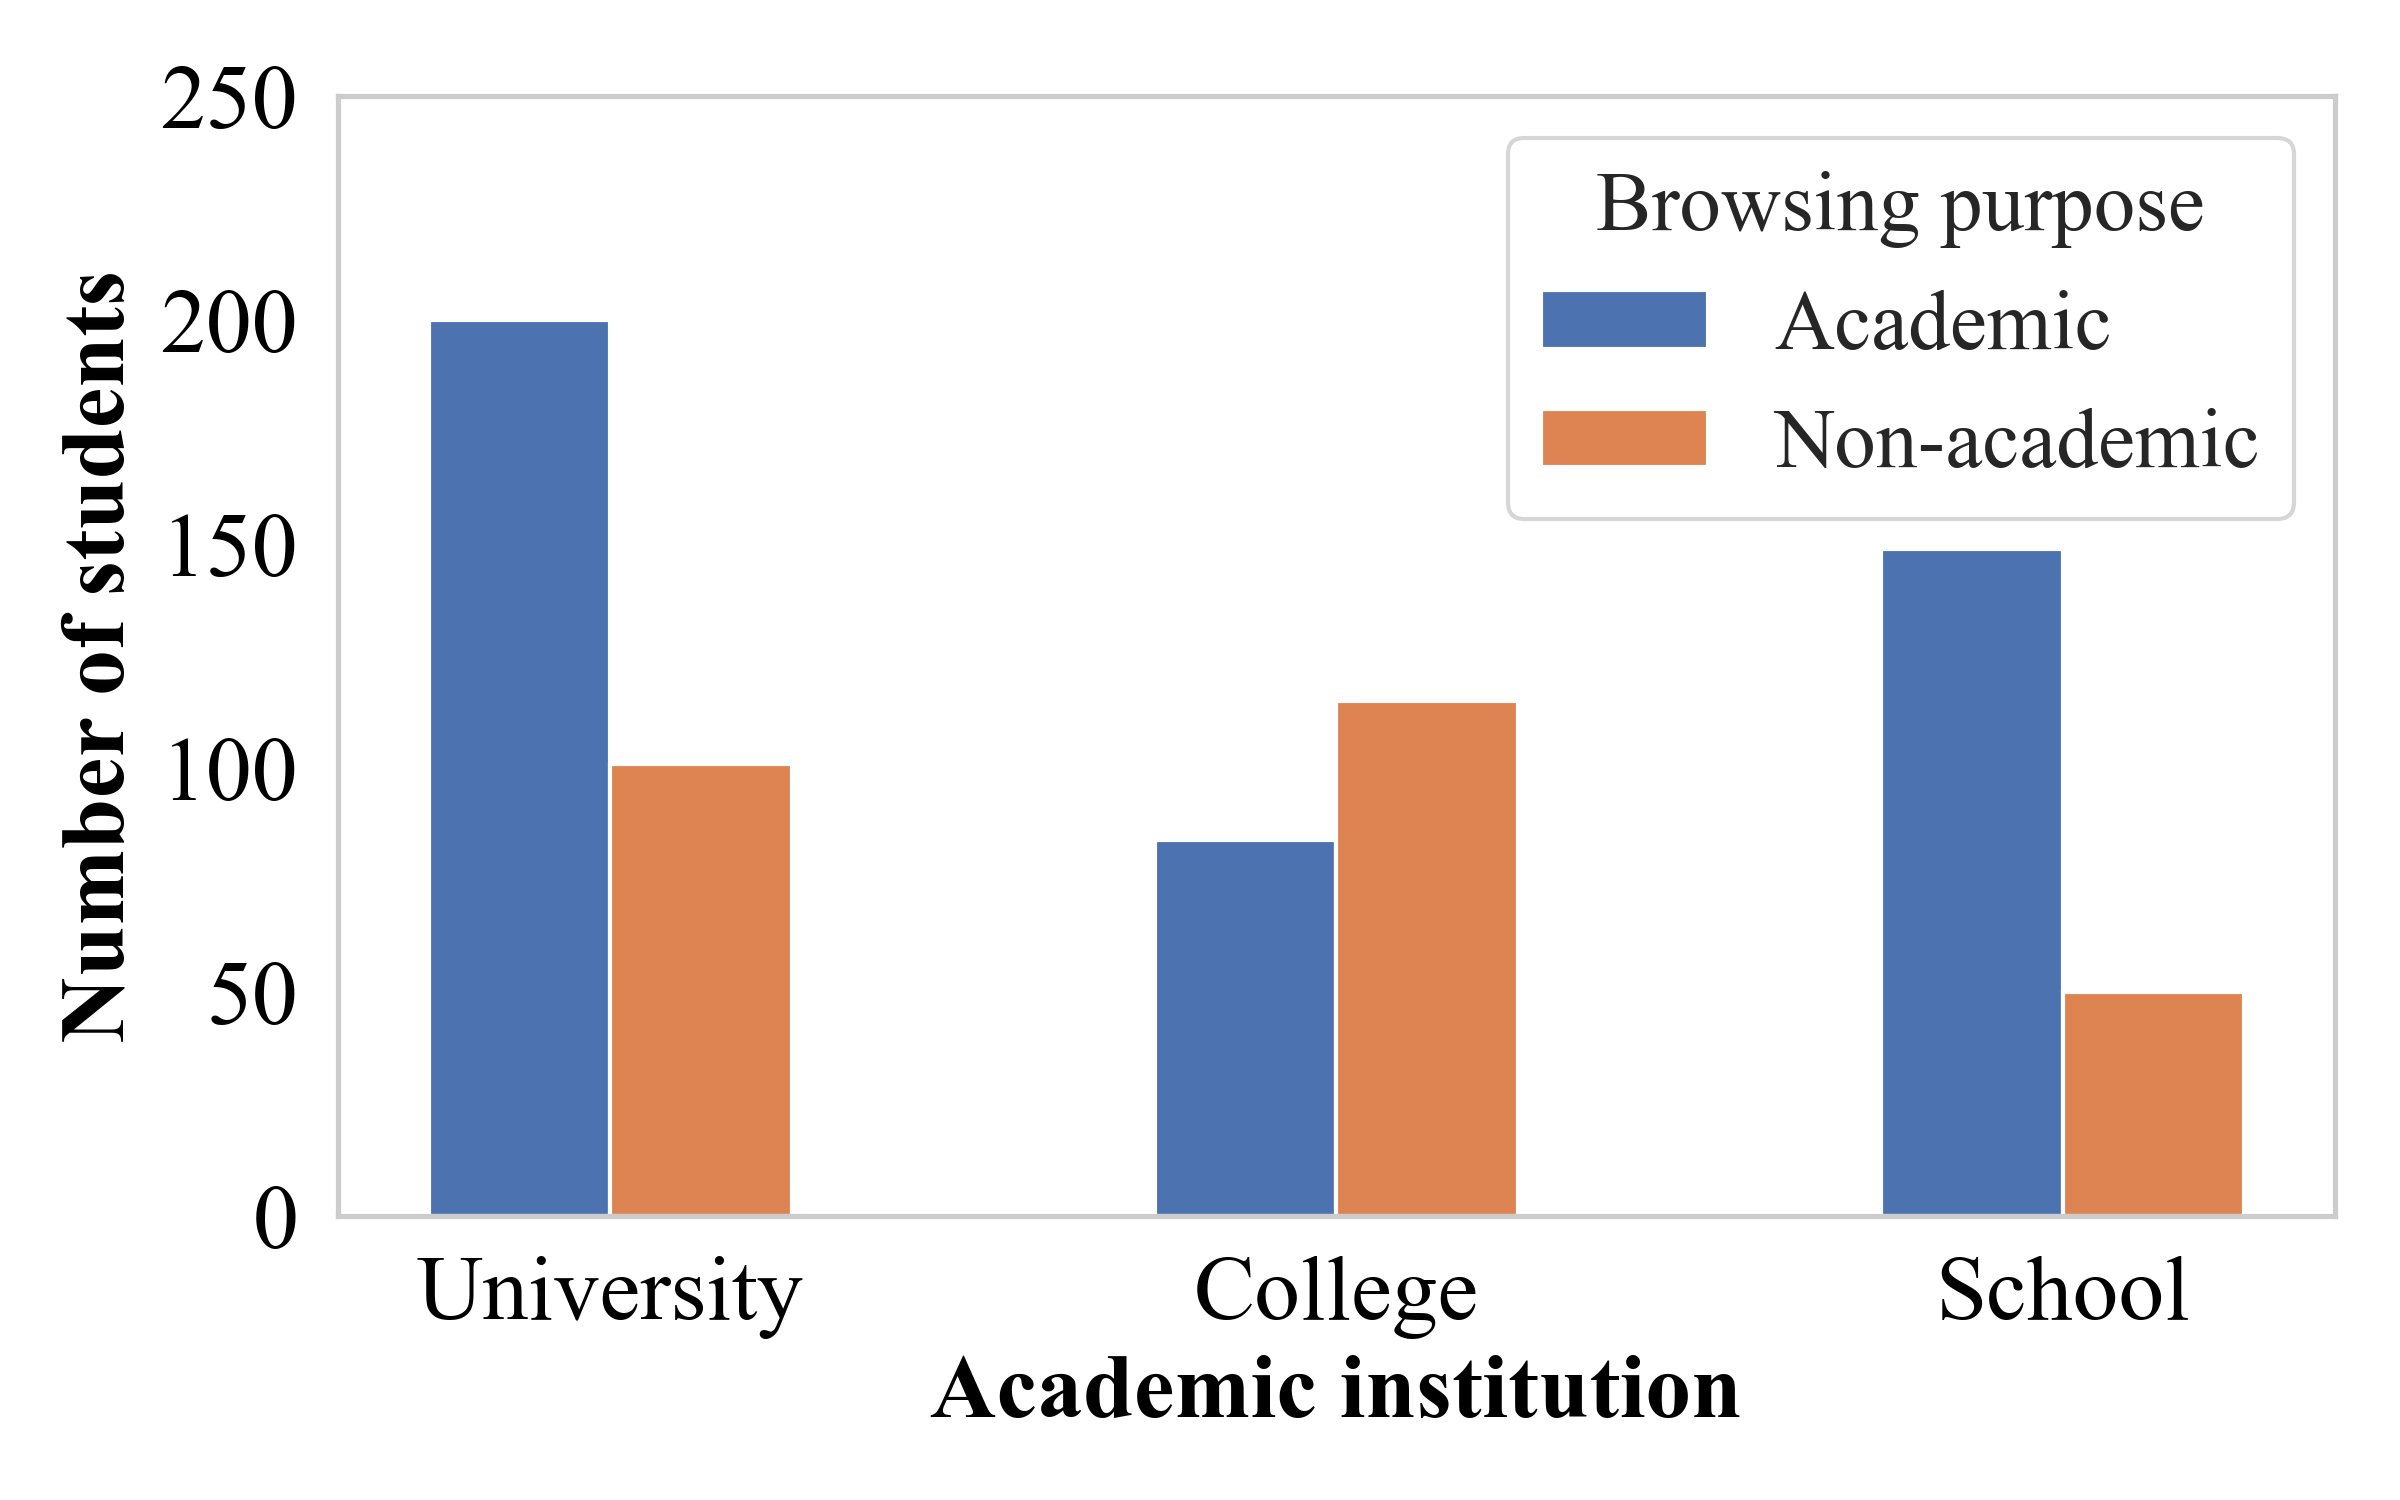 250
200
150
100
50
0
Number of students
Browsing purpose
Academic
Non-academic
University College School
Academic institution